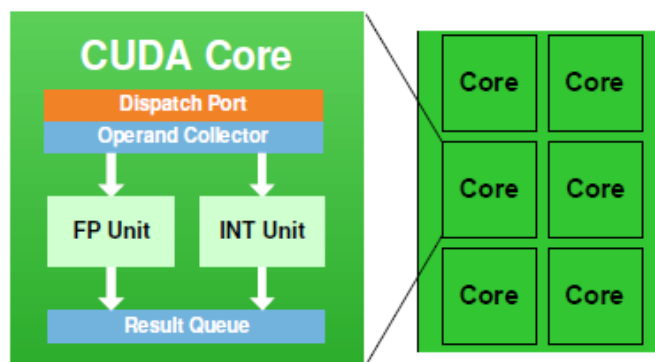 CUDA Core
Dispatch Port
Operand Collector
FP Unit
INT Unit
Result Queue
Core
Core
Core
Core
Core
Core